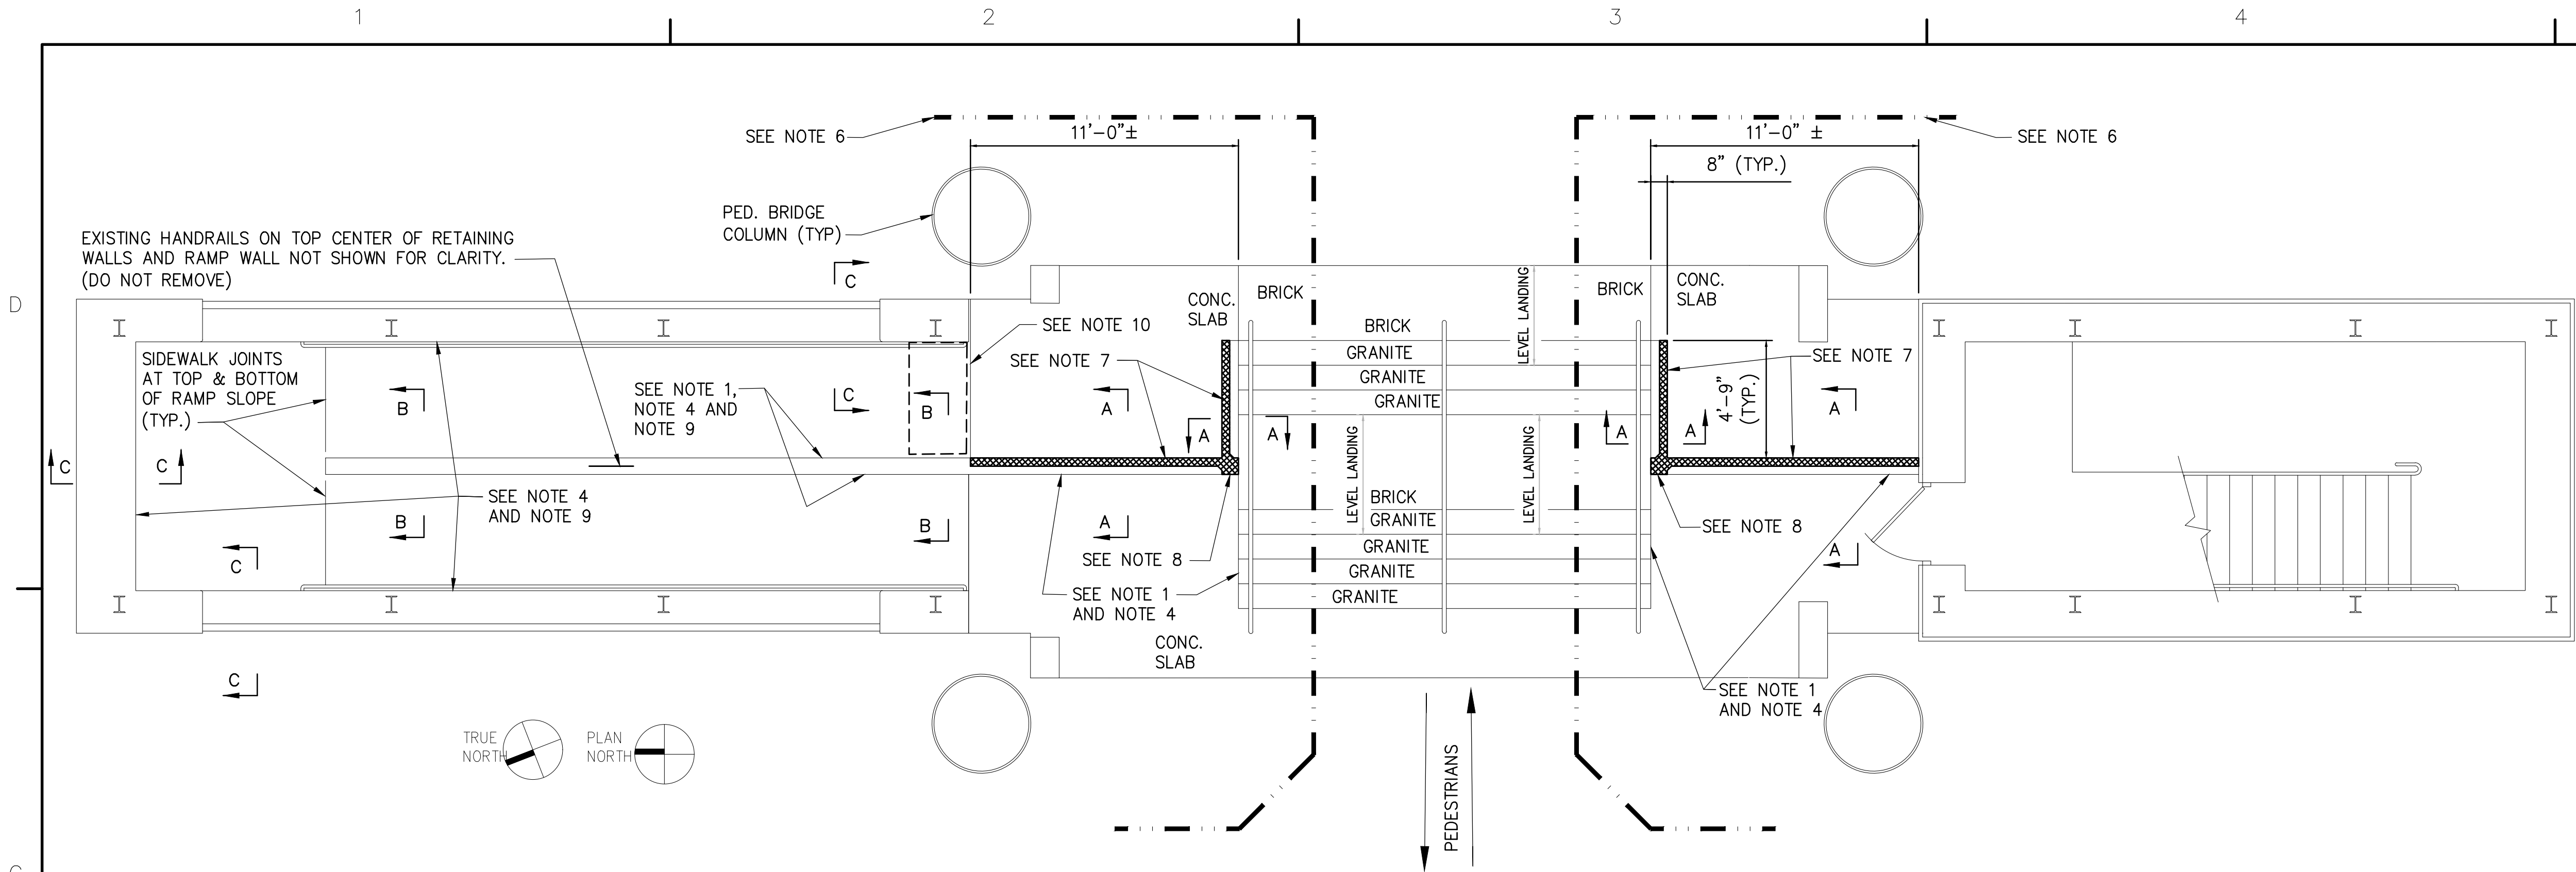 1
2
3
4
D
C
SEE NOTE 6
11'-0"±
11'-0" ±
8" (TYP.)
SEE NOTE 6
PED. BRIDGE
COLUMN (TYP)
EXISTING HANDRAILS ON TOP CENTER OF RETAINING
WALLS AND RAMP WALL NOT SHOWN FOR CLARITY.
(DO NOT REMOVE)
C
CONC.
SLAB
BRICK
LEVEL LANDING
BRICK
CONC.
SLAB
SEE NOTE 10
BRICK
SIDEWALK JOINTS
AT TOP & BOTTOM
OF RAMP SLOPE
(TYP.)
SEE NOTE 7
GRANITE
SEE NOTE 7
GRANITE
GRANITE
4'-9"
(TYP.)
SEE NOTE 1,
NOTE 4 AND
NOTE 9
B
C
B
A
A
A
A
A
A
A
C
C
LEVEL LANDING
LEVEL LANDING
SEE NOTE 4
AND NOTE 9
BRICK
B
B
A
GRANITE
SEE NOTE 8
C
SEE NOTE 8
GRANITE
A
SEE NOTE 1
AND NOTE 4
GRANITE
GRANITE
CONC.
SLAB
C
SEE NOTE 1
AND NOTE 4
TRUE
NORTH
PLAN
NORTH
PEDESTRIANS